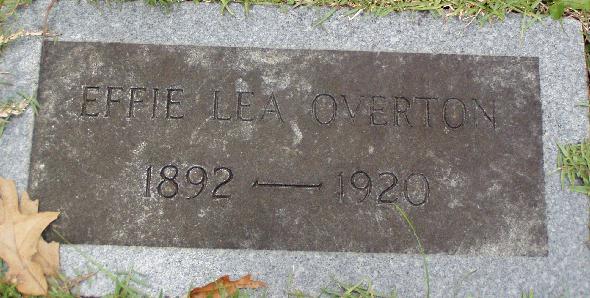 EFFIE LEA OVERTON
1892 — 1920